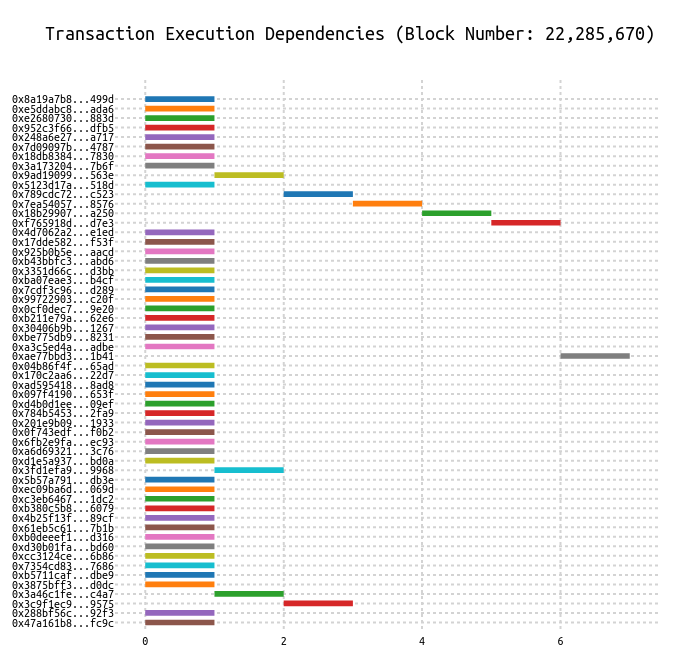 Transaction Execution Dependencies (Block Number: 22,285,670)
0x8a19a7b8...499d
0xe5ddabc8...ada6
0xe2680730...883d
0x952c3f66...dfb5
0x248a6e27...a717
0x7d09097b...4787
0x18db8384...7830
0x3a173204...7b6f
0x9ad19099...563e
0x5123d17a...518d
0x789cdc72...c523
0x7ea54057...8576
0x18b29907...a250
0xf765918d...d7e3
0x4d7062a2...e1ed
0x17dde582...f53f
0x925b0b5e...aacd
0xb43bbfc3...abd6
0x3351d66c...d3bb
0xba07eae3...b4cf
0x7cdf3c96...d289
0x99722903...c20f
0x0cf0dec7...9e20
0xb211e79a...62e6
0x30406b9b...1267
0xbe775db9...8231
0xa3c5ed4a...adbe
0xae77bbd3...1b41
0x04b86f4f...65ad
0x170c2aa6...22d7
0xad595418...8ad8
0x097f4190...653f
0xd4b0d1ee...09ef
0x784b5453...2fa9
0x201e9b09...1933
0x0f743edf...f0b2
0x6fb2e9fa...ec93
0xa6d69321...3c76
0xd1e5a937...bd0a
0x3fd1efa9...9968
0x5b57a791...db3e
0xec09ba6d...069d
0xc3eb6467...1dc2
0xb380c5b8...6079
0x4b25f13f...89cf
0x61eb5c61...7b1b
0xb0deeef1...d316
0xd30b01fa...bd60
0xcc3124ce...6b86
0x7354cd83...7686
0xb5711caf...dbe9
0x3875bff3...d0dc
0x3a46c1fe...c4a7
0x3c9f1ec9...9575
0x288bf56c...92f3
0x47a161b8...fc9c
0 2 4 6